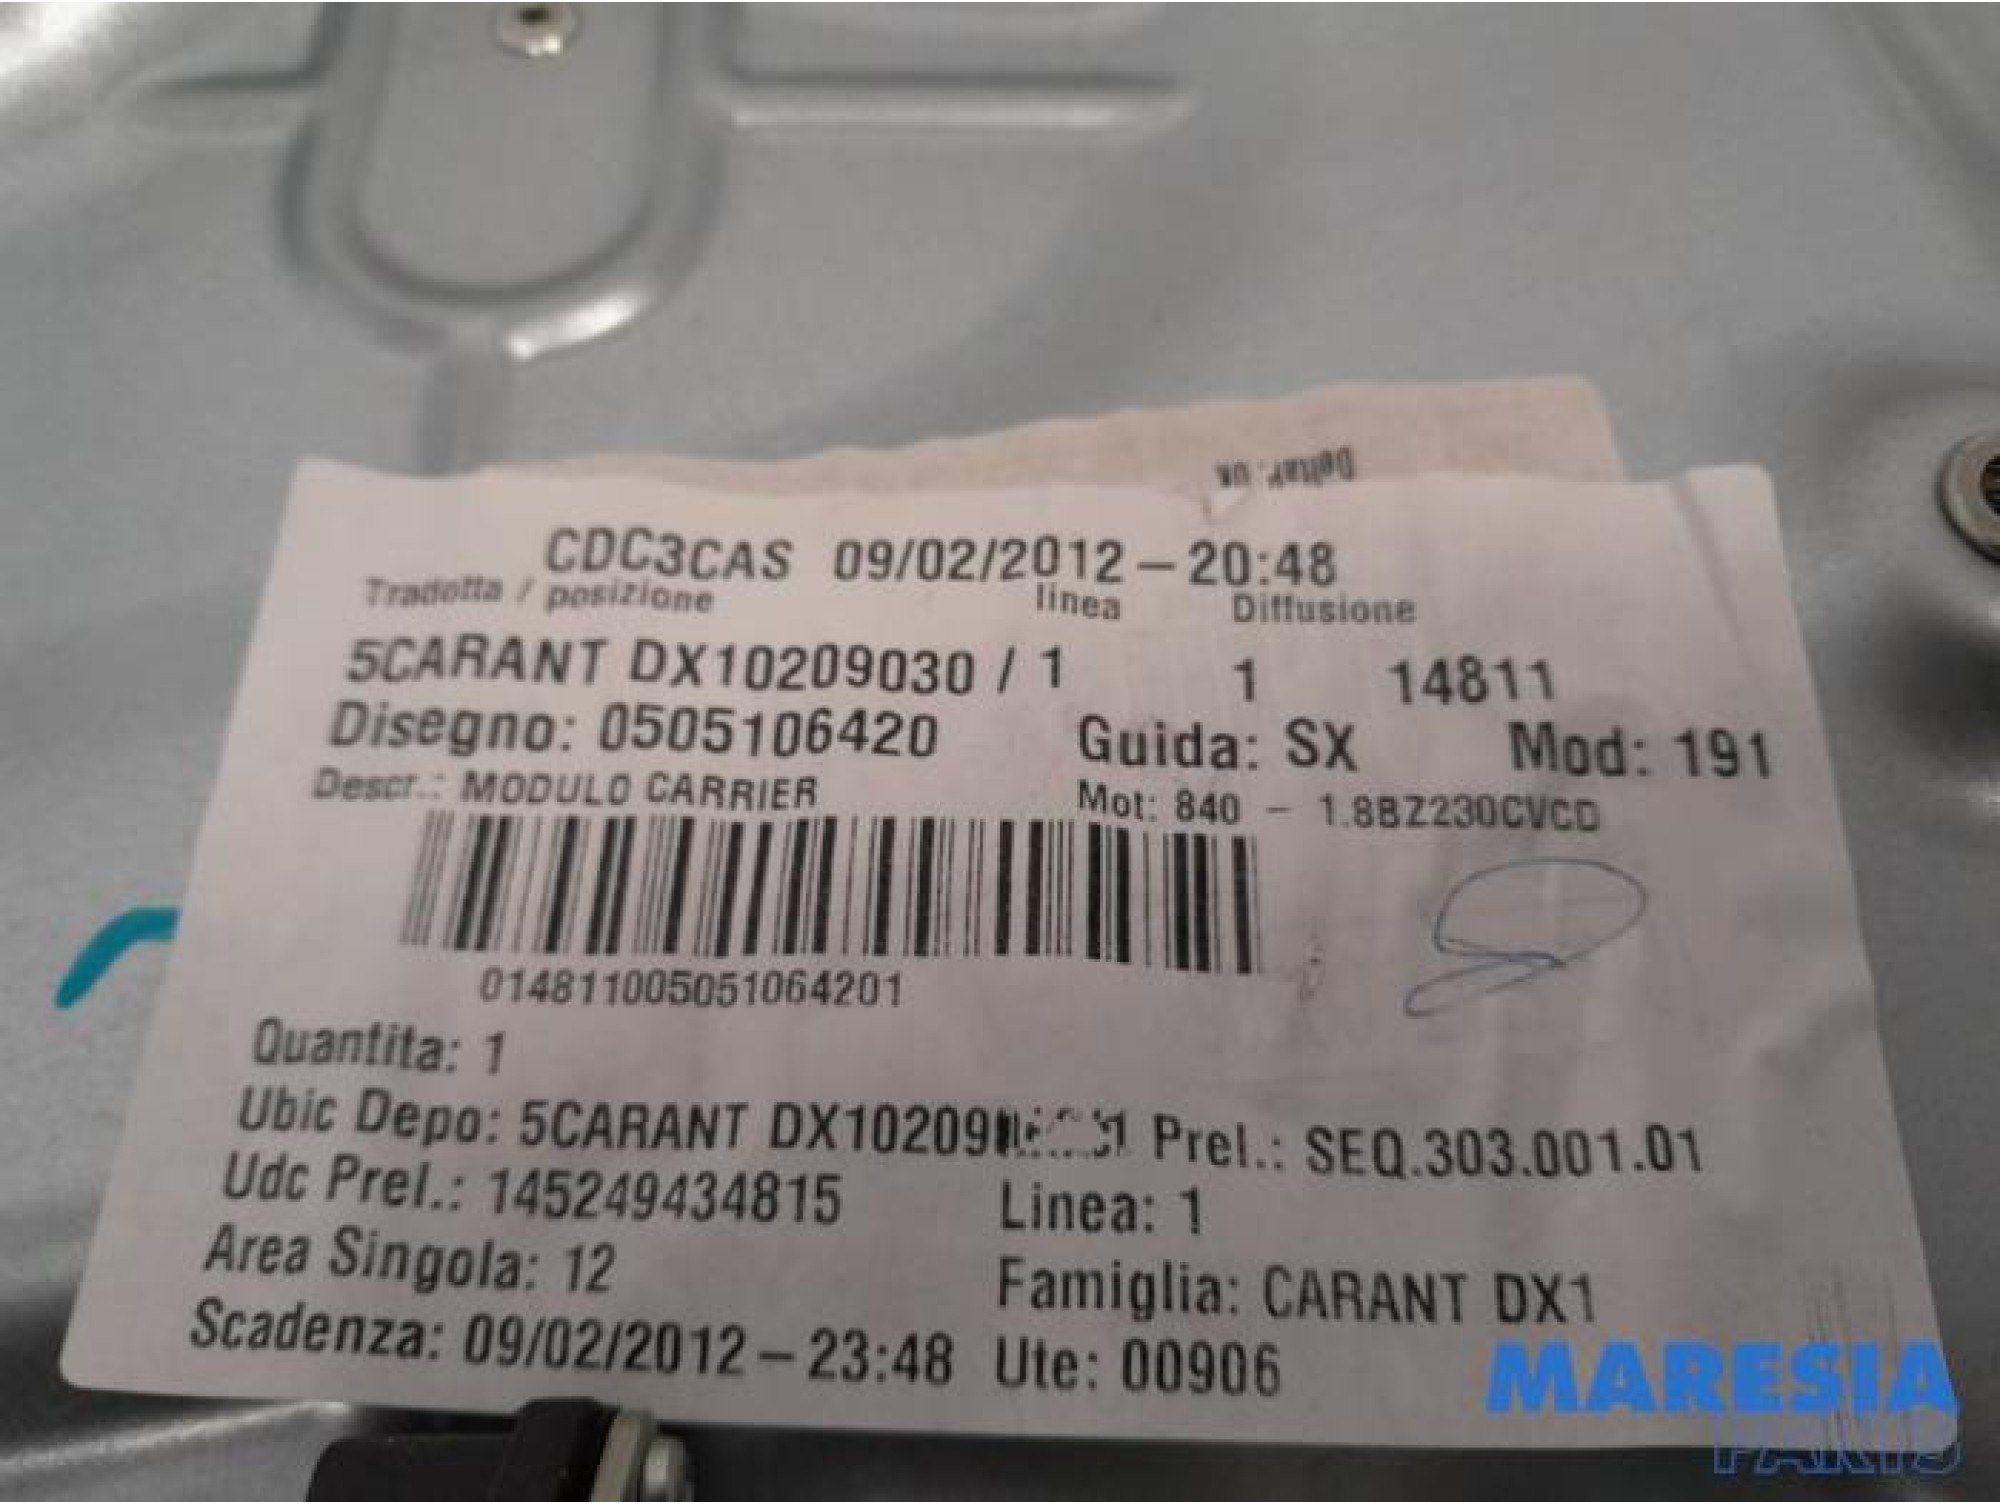 DeltaP: OK
CDC3CAS 09/02/2012 – 20:48
Tradotta / posizione linea Diffusione
5CARANT DX10209030 / 1 1 14811
Disegno: 0505106420 Guida: SX Mod: 191
Descr.: MODULO CARRIER Mot: 840 – 1.8BZ230CVCD
014811005051064201
Quantita: 1
Ubic Depo: 5CARANT Prel.: SEQ.303.001.01
Udc Prel.: 145249434815 Linea: 1
Area Singola: 12 Famiglia: CARANT DX1
Scadenza: 09/02/2012 – 23:48 Ute: 00906
MARESIA
PARTS